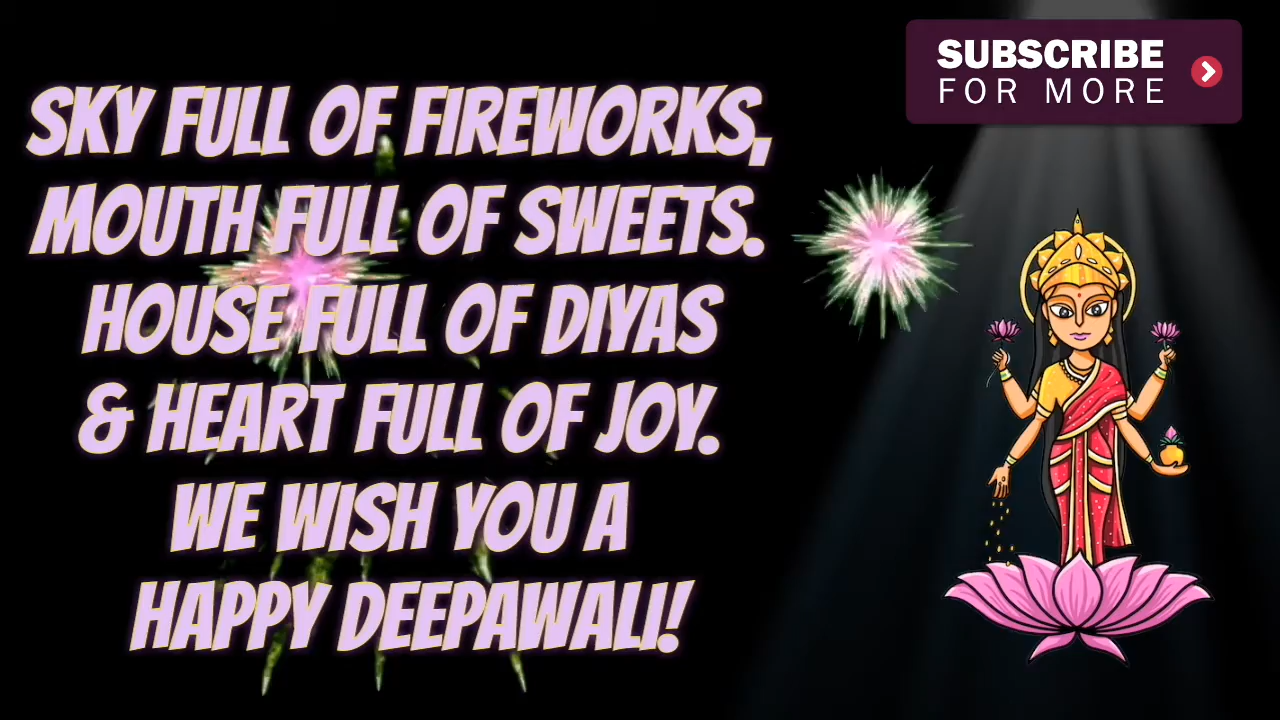 SKY FULL OF FIREWORKS,
MOUTH FULL OF SWEETS.
HOUSE FULL OF DIYAS
& HEART FULL OF JOY.
WE WISH YOU A
HAPPY DEEPAWALI!
SUBSCRIBE
FOR MORE